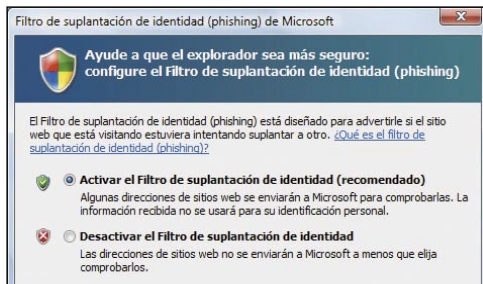 Filtro de suplantación de identidad (phishing) de Microsoft
Ayude a que el explorador sea más seguro:
configure el Filtro de suplantación de identidad (phishing)
El Filtro de suplantación de identidad (phishing) está diseñado para advertirle si el sitio
web que está visitando estuviera intentando suplantar a otro. ¿Qué es el filtro de
suplantación de identidad (phishing)?
Activar el Filtro de suplantación de identidad (recomendado)
Algunas direcciones de sitios web se enviarán a Microsoft para comprobarlas. La
información recibida no se usará para su identificación personal.
Desactivar el Filtro de suplantación de identidad
Las direcciones de sitios web no se enviarán a Microsoft a menos que elija
comprobarlos.